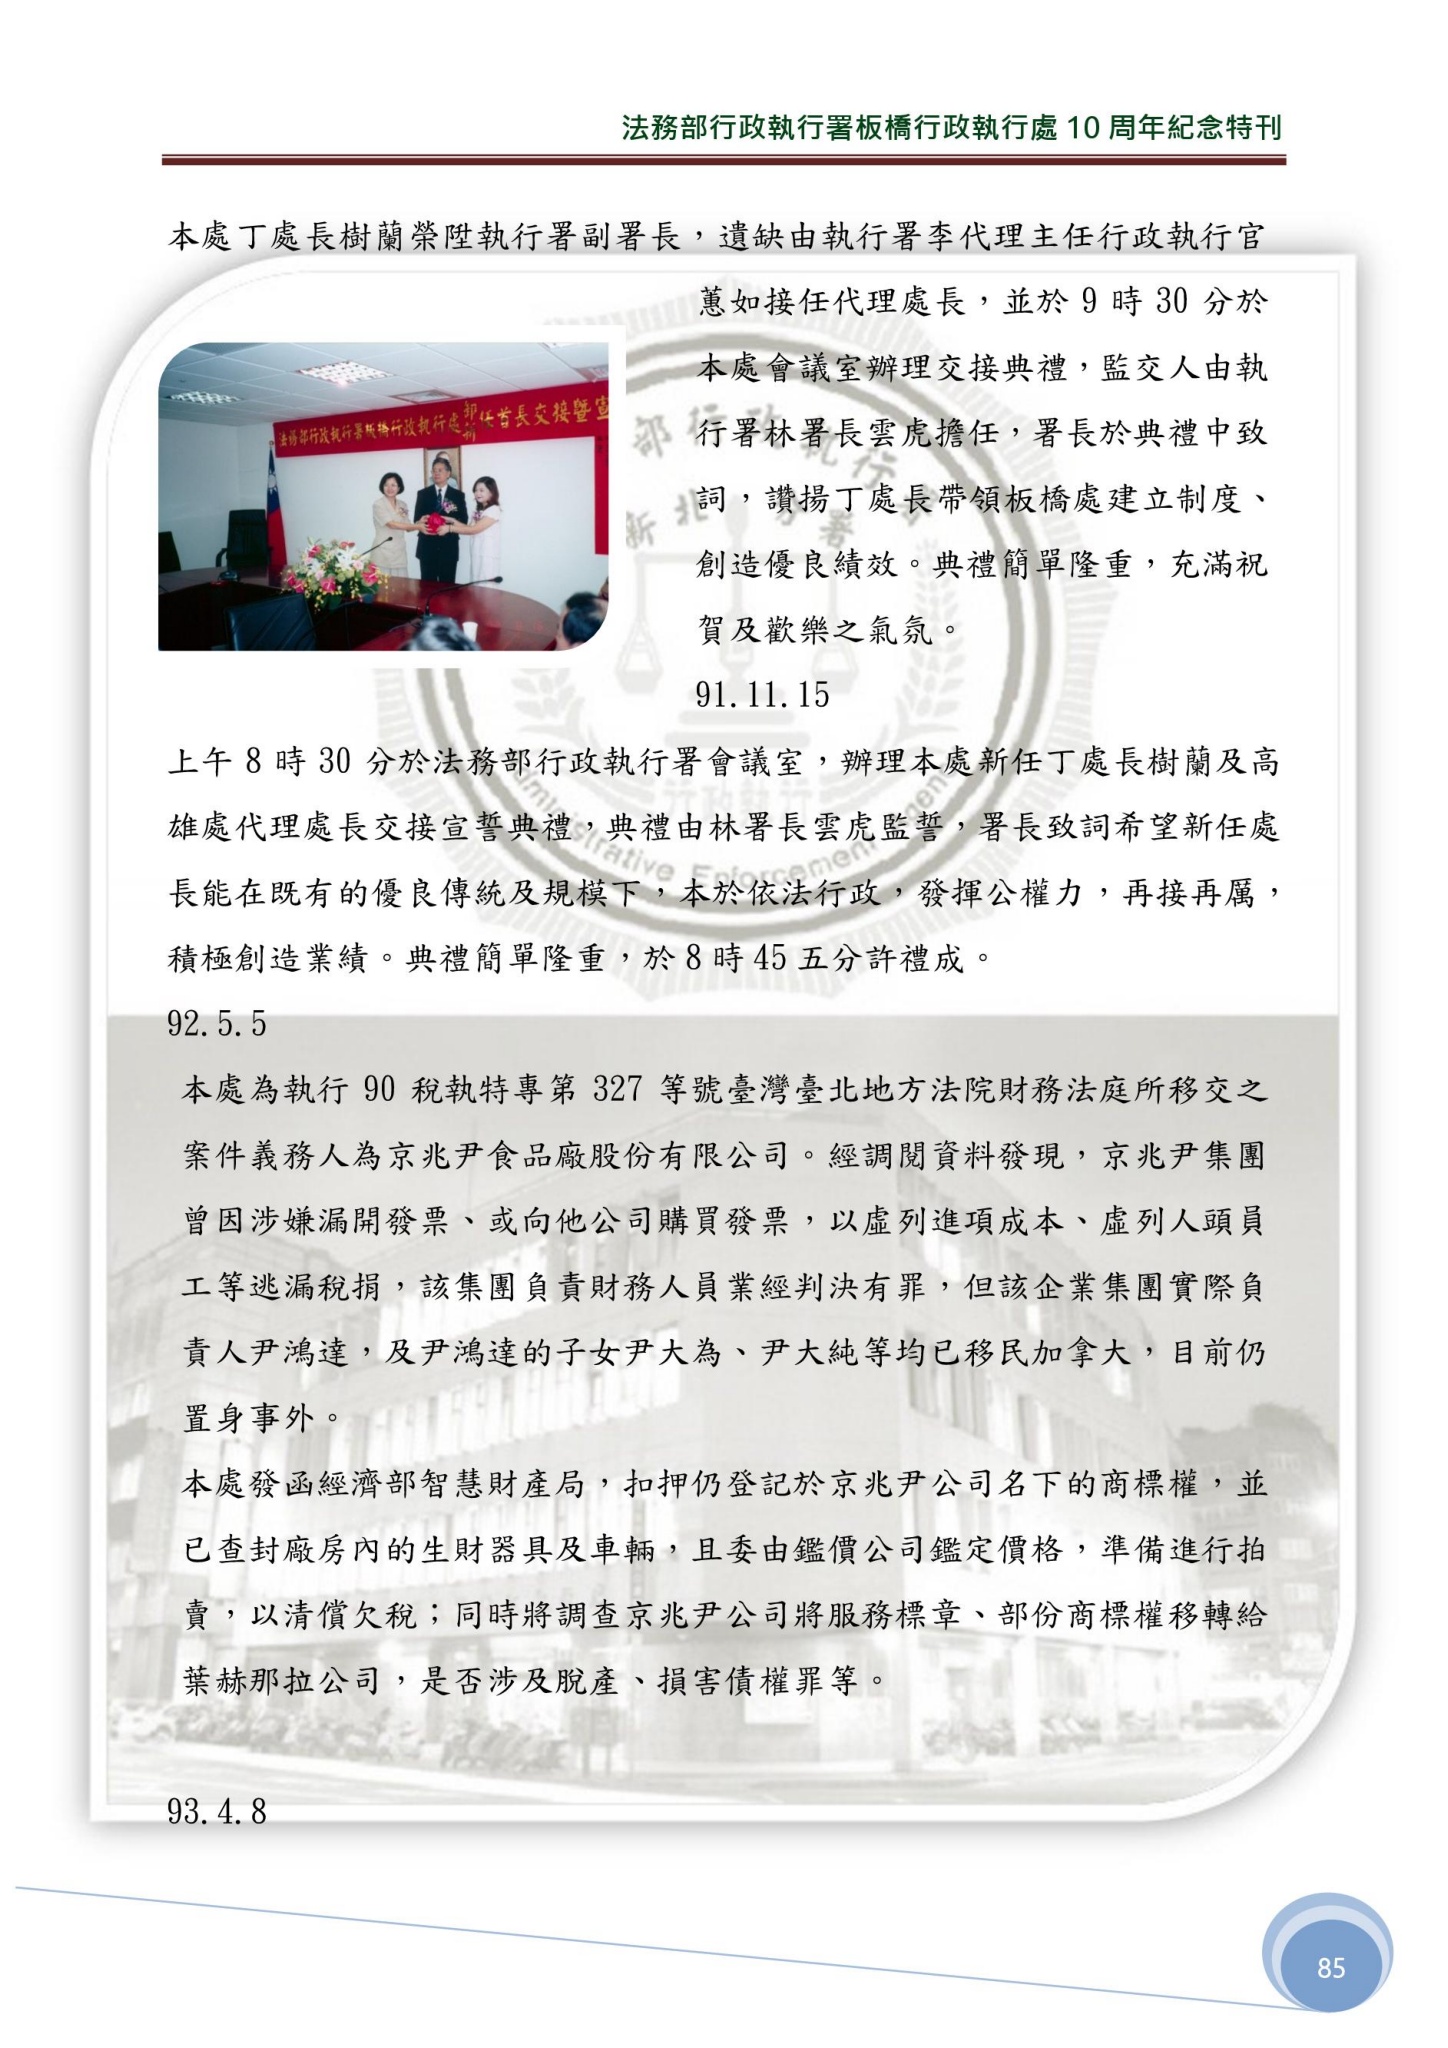 法務部行政執行署板橋行政執行處 10 周年紀念特刊
本處丁處長樹蘭榮陞執行署副署長，遺缺由執行署李代理主任行政執行官
蕙如接任代理處長，並於 9 時 30 分於
本處會議室辦理交接典禮，監交人由執
行署林署長雲虎擔任，署長於典禮中致
詞，讚揚丁處長帶領板橋處建立制度、
創造優良績效。典禮簡單隆重，充滿祝
賀及歡樂之氣氛。
法務部行政執行署板橋行政執行處卸新任首長交接暨宣
部行政執行
新北分署
91.11.15
上午 8 時 30 分於法務部行政執行署會議室，辦理本處新任丁處長樹蘭及高
雄處代理處長交接宣誓典禮，典禮由林署長雲虎監誓，署長致詞希望新任處
長能在既有的優良傳統及規模下，本於依法行政，發揮公權力，再接再厲，
積極創造業績。典禮簡單隆重，於 8 時 45 五分許禮成。
行政執行
ministrative Enforcement
92.5.5
本處為執行 90 稅執特專第 327 等號臺灣臺北地方法院財務法庭所移交之
案件義務人為京兆尹食品廠股份有限公司。經調閱資料發現，京兆尹集團
曾因涉嫌漏開發票、或向他公司購買發票，以虛列進項成本、虛列人頭員
工等逃漏稅捐，該集團負責財務人員業經判決有罪，但該企業集團實際負
責人尹鴻達，及尹鴻達的子女尹大為、尹大純等均已移民加拿大，目前仍
置身事外。
本處發函經濟部智慧財產局，扣押仍登記於京兆尹公司名下的商標權，並
已查封廠房內的生財器具及車輛，且委由鑑價公司鑑定價格，準備進行拍
賣，以清償欠稅；同時將調查京兆尹公司將服務標章、部份商標權移轉給
葉赫那拉公司，是否涉及脫產、損害債權罪等。
93.4.8
85